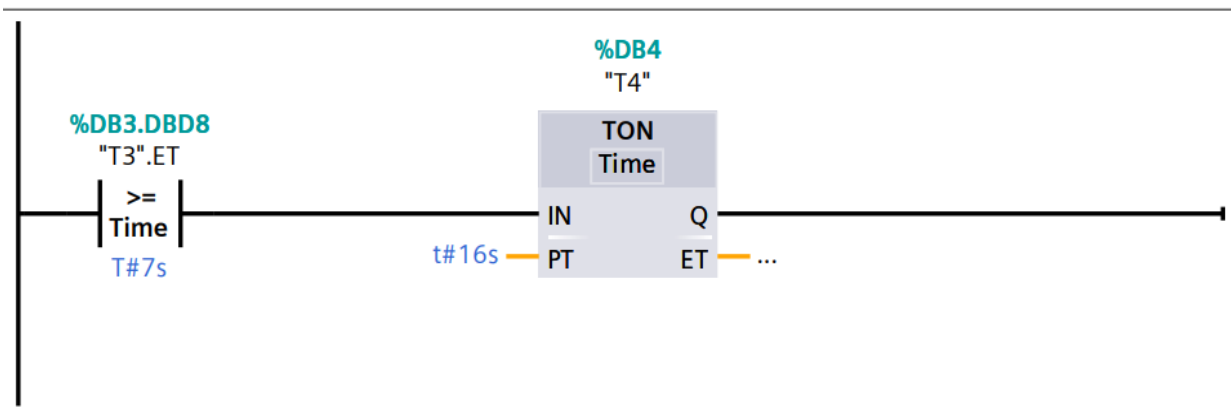 %DB4
"T4"
%DB3.DBD8
"T3".ET
TON
Time
>=
Time
IN Q
T#7s
t#16s PT ET ...